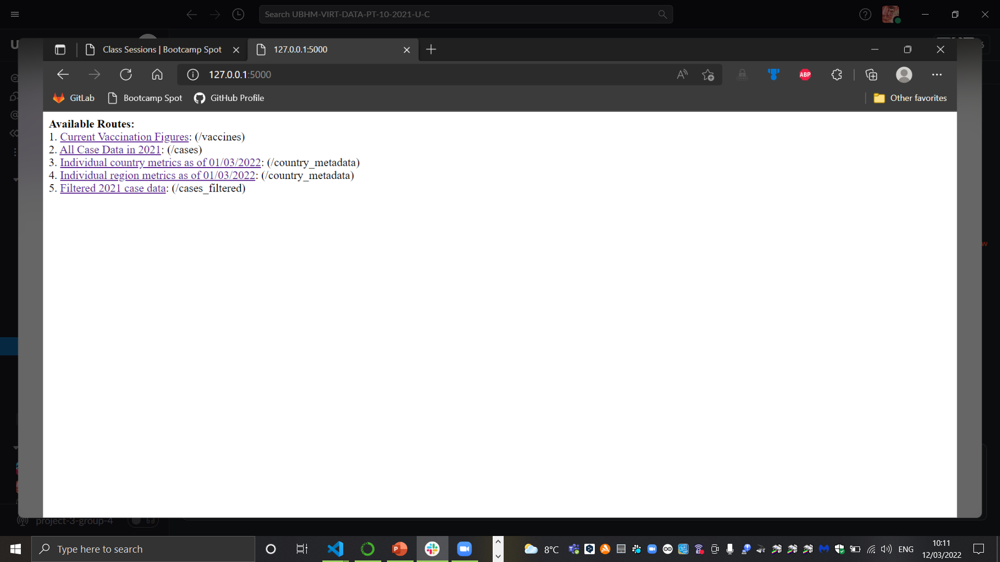 Search UBHM-VIRT-DATA-PT-10-2021-U-C
Class Sessions | Bootcamp Spot
127.0.0.1:5000
127.0.0.1:5000
ABP
GitLab
Bootcamp Spot
GitHub Profile
Other favorites
Available Routes:
1. Current Vaccination Figures: (/vaccines)
2. All Case Data in 2021: (/cases)
3. Individual country metrics as of 01/03/2022: (/country_metadata)
4. Individual region metrics as of 01/03/2022: (/country_metadata)
5. Filtered 2021 case data: (/cases_filtered)
project-3-group-4
Type here to search
8°C
ENG
10:11
12/03/2022